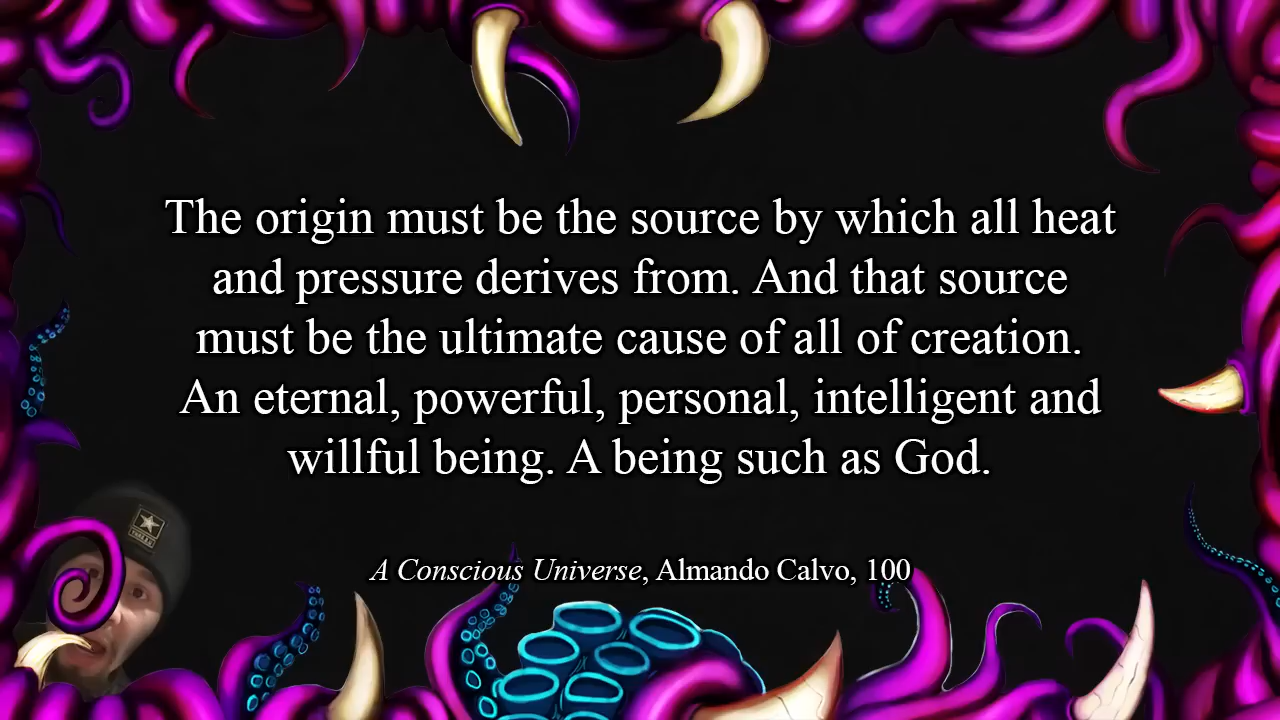 The origin must be the source by which all heat
and pressure derives from. And that source
must be the ultimate cause of all of creation.
An eternal, powerful, personal, intelligent and
willful being. A being such as God.
A Conscious Universe, Almando Calvo, 100